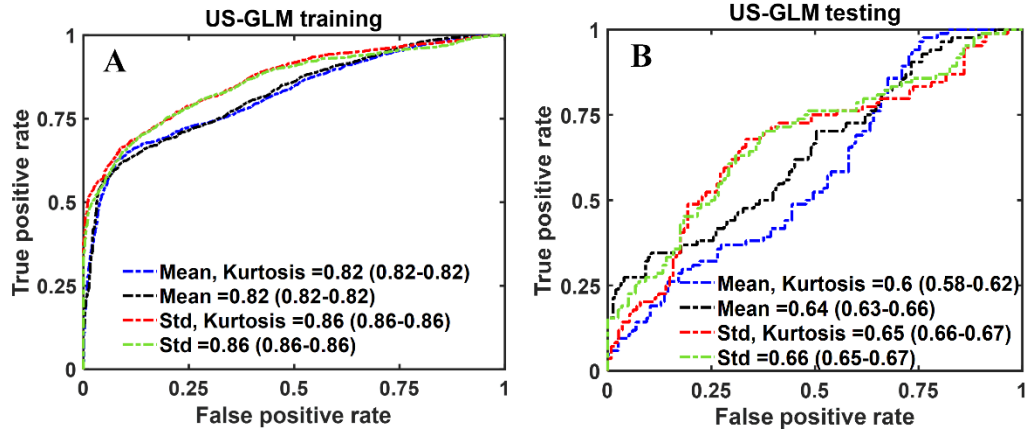 US-GLM training
A
True positive rate
1
0.75
0.5
0.25
0
Mean, Kurtosis =0.82 (0.82-0.82)
Mean =0.82 (0.82-0.82)
Std, Kurtosis =0.86 (0.86-0.86)
Std =0.86 (0.86-0.86)
0 0.25 0.5 0.75 1
False positive rate
US-GLM testing
B
True positive rate
1
0.75
0.5
0.25
0
Mean, Kurtosis =0.6 (0.58-0.62)
Mean =0.64 (0.63-0.66)
Std, Kurtosis =0.65 (0.66-0.67)
Std =0.66 (0.65-0.67)
0 0.25 0.5 0.75 1
False positive rate